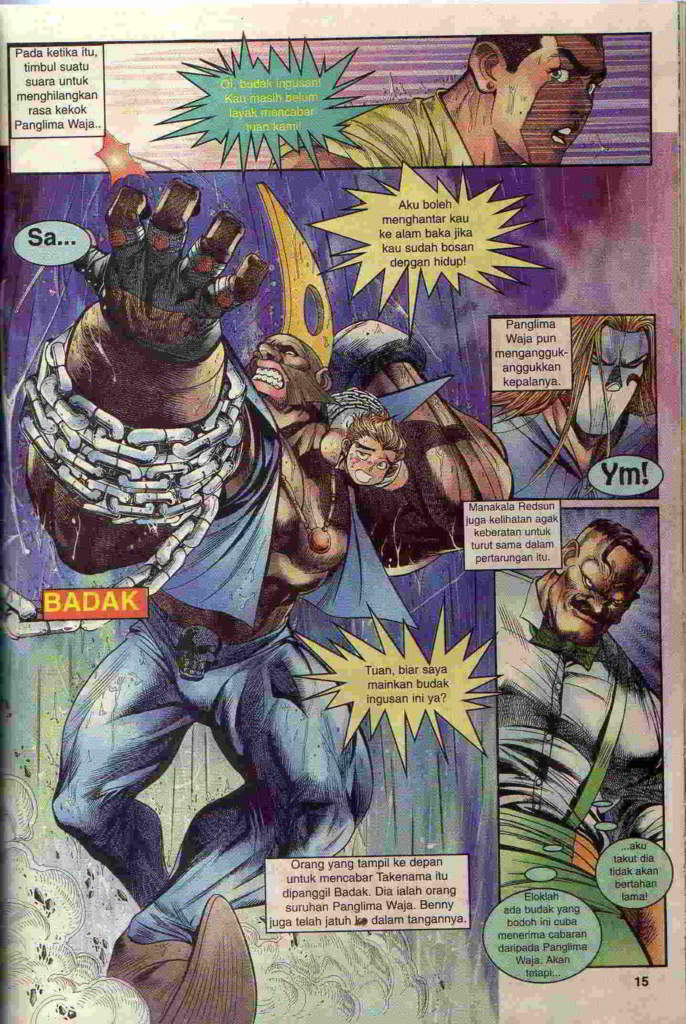 Pada ketika itu,
timbul suatu
suara untuk
menghilangkan
rasa kekok
Panglima Waja..
Oi, budak ingusan!
Kau masih belum
layak mencabar
tuan kami!
Sa...
Aku boleh
menghantar kau
ke alam baka jika
kau sudah bosan
dengan hidup!
Panglima
Waja pun
mengangguk-
anggukkan
kepalanya.
Ym!
Manakala Redsun
juga kelihatan agak
keberatan untuk
turut sama dalam
pertarungan itu.
BADAK
Tuan, biar saya
mainkan budak
ingusan ini ya?
Orang yang tampil ke depan
untuk mencabar Takenama itu
dipanggil Badak. Dia ialah orang
suruhan Panglima Waja. Benny
juga telah jatuh ke dalam tangannya.
Eloklah
ada budak yang
bodoh ini cuba
menerima cabaran
daripada Panglima
Waja. Akan
tetapi...
...aku
takut dia
tidak akan
bertahan
lama!
15